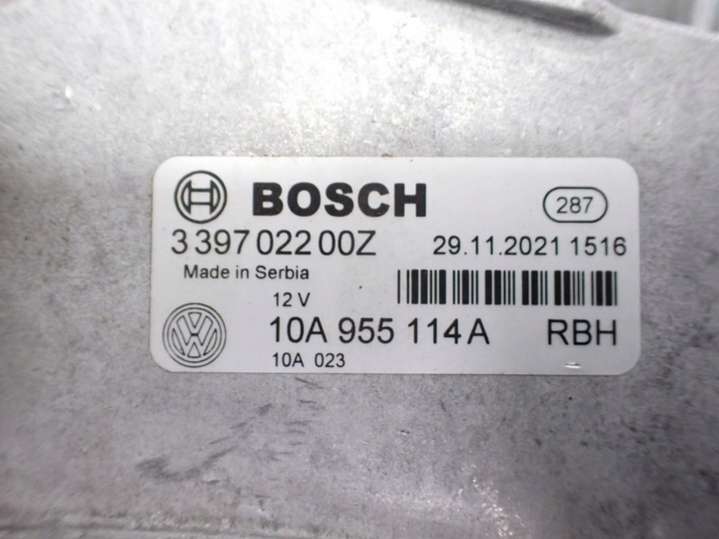 BOSCH 287
3 397 022 00Z 29.11.2021 1516
Made in Serbia
12 V
10A 955 114 A RBH
10A 023